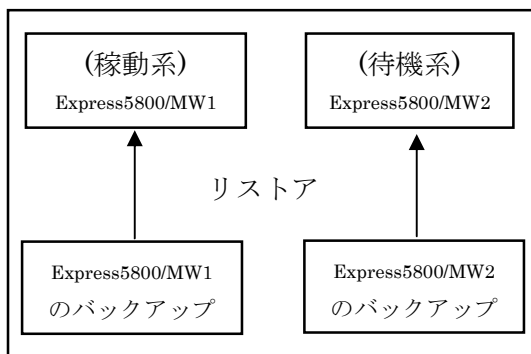 (稼動系)
Express5800/MW1
(待機系)
Express5800/MW2
リストア
Express5800/MW1
のバックアップ
Express5800/MW2
のバックアップ